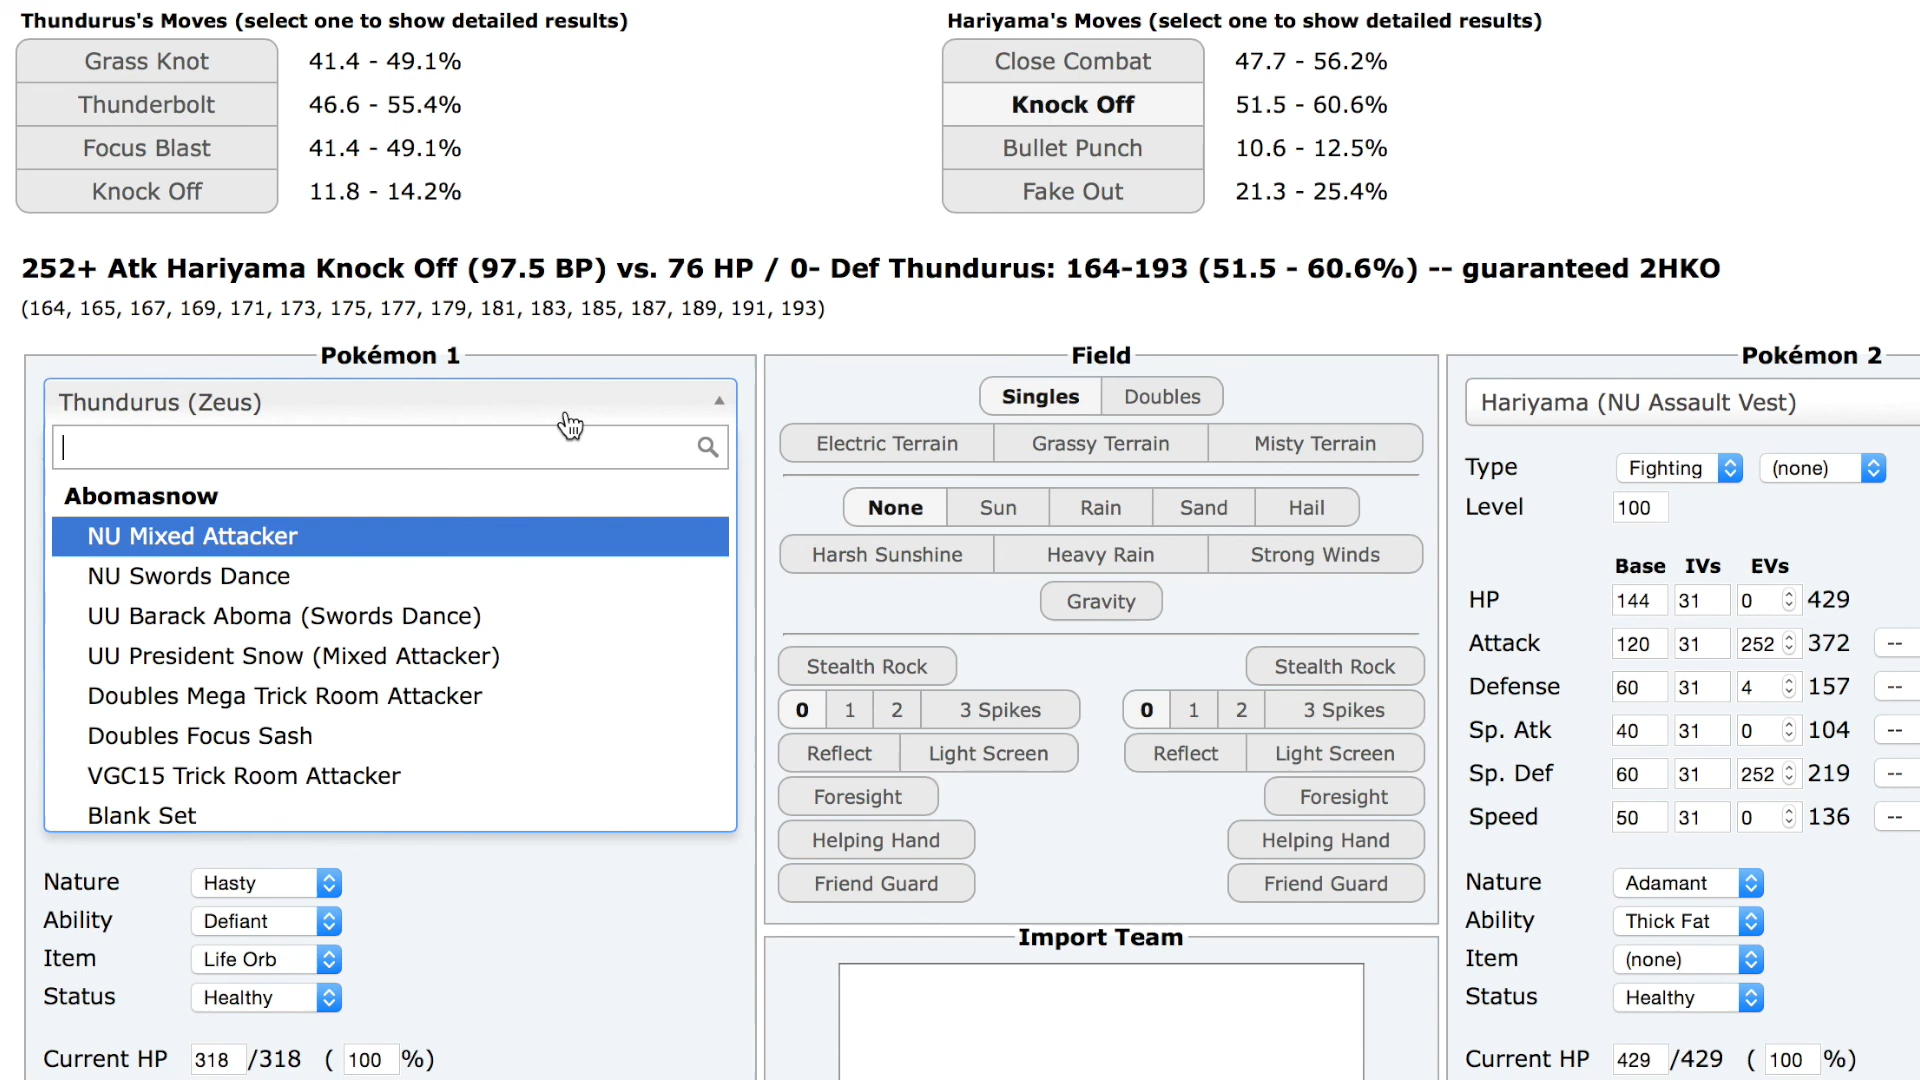 Thundurus's Moves (select one to show detailed results)
Grass Knot 41.4 - 49.1%
Thunderbolt 46.6 - 55.4%
Focus Blast 41.4 - 49.1%
Knock Off 11.8 - 14.2%
Hariyama's Moves (select one to show detailed results)
Close Combat 47.7 - 56.2%
Knock Off 51.5 - 60.6%
Bullet Punch 10.6 - 12.5%
Fake Out 21.3 - 25.4%
252+ Atk Hariyama Knock Off (97.5 BP) vs. 76 HP / 0- Def Thundurus: 164-193 (51.5 - 60.6%) -- guaranteed 2HKO
(164, 165, 167, 169, 171, 173, 175, 177, 179, 181, 183, 185, 187, 189, 191, 193)
Pokémon 1
Thundurus (Zeus)
Abomasnow
NU Mixed Attacker
NU Swords Dance
UU Barack Aboma (Swords Dance)
UU President Snow (Mixed Attacker)
Doubles Mega Trick Room Attacker
Doubles Focus Sash
VGC15 Trick Room Attacker
Blank Set
Nature Hasty
Ability Defiant
Item Life Orb
Status Healthy
Current HP 318 /318 ( 100 %)
Field
Singles Doubles
Electric Terrain Grassy Terrain Misty Terrain
None Sun Rain Sand Hail
Harsh Sunshine Heavy Rain Strong Winds
Gravity
Stealth Rock Stealth Rock
0 1 2 3 Spikes 0 1 2 3 Spikes
Reflect Light Screen Reflect Light Screen
Foresight Foresight
Helping Hand Helping Hand
Friend Guard Friend Guard
Import Team
Pokémon 2
Hariyama (NU Assault Vest)
Type Fighting (none)
Level 100
Base IVs EVs
HP 144 31 0 429
Attack 120 31 252 372 --
Defense 60 31 4 157 --
Sp. Atk 40 31 0 104 --
Sp. Def 60 31 252 219 --
Speed 50 31 0 136 --
Nature Adamant
Ability Thick Fat
Item (none)
Status Healthy
Current HP 429 /429 ( 100 %)